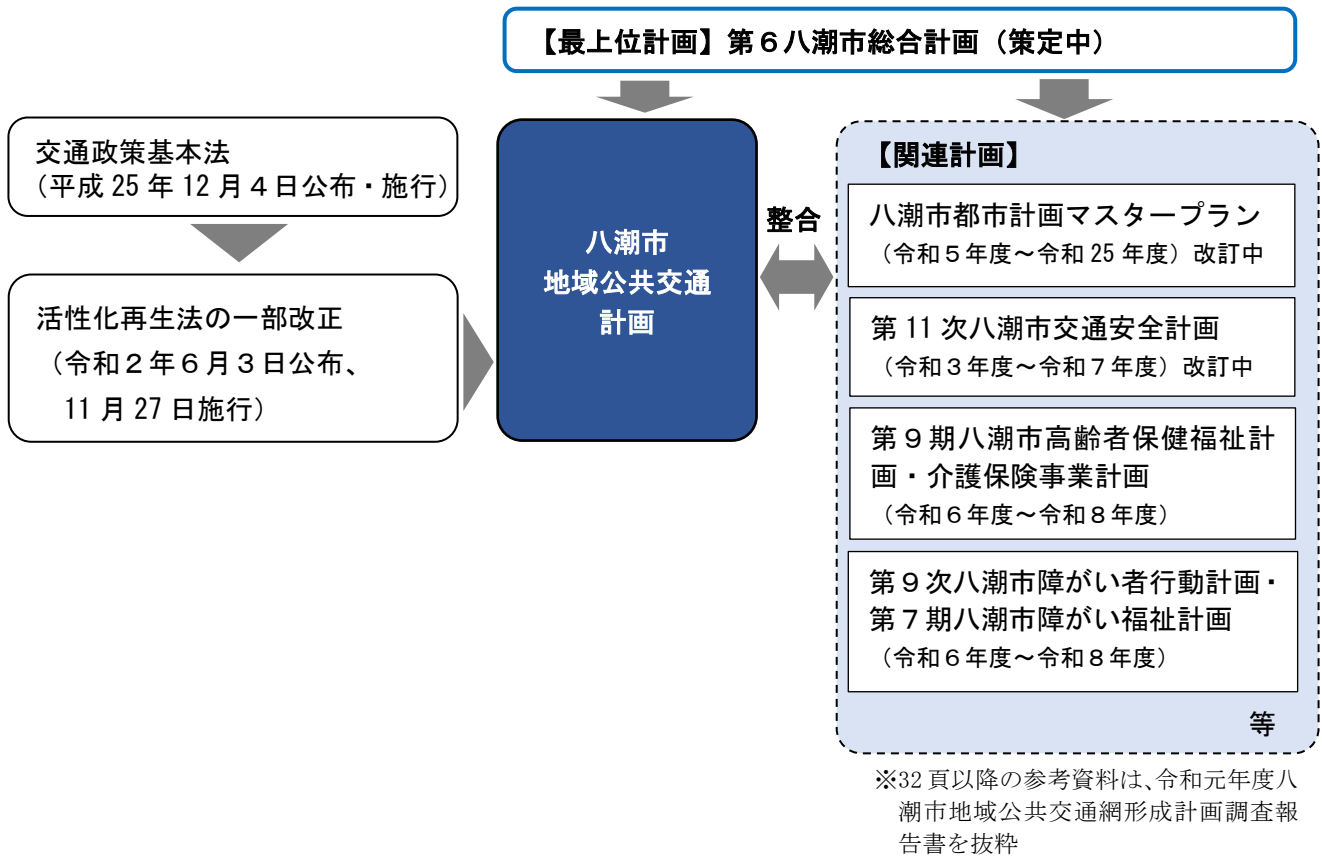 【最上位計画】第６八潮市総合計画（策定中）
交通政策基本法
（平成 25 年 12 月４日公布・施行）
活性化再生法の一部改正
（令和２年６月３日公布、
11 月 27 日施行）
八潮市
地域公共交通
計画
整合
【関連計画】
八潮市都市計画マスタープラン
（令和５年度～令和 25 年度）改訂中
第 11 次八潮市交通安全計画
（令和３年度～令和７年度）改訂中
第９期八潮市高齢者保健福祉計
画・介護保険事業計画
（令和６年度～令和８年度）
第９次八潮市障がい者行動計画・
第７期八潮市障がい福祉計画
（令和６年度～令和８年度）
等
※32 頁以降の参考資料は、令和元年度八
潮市地域公共交通網形成計画調査報
告書を抜粋